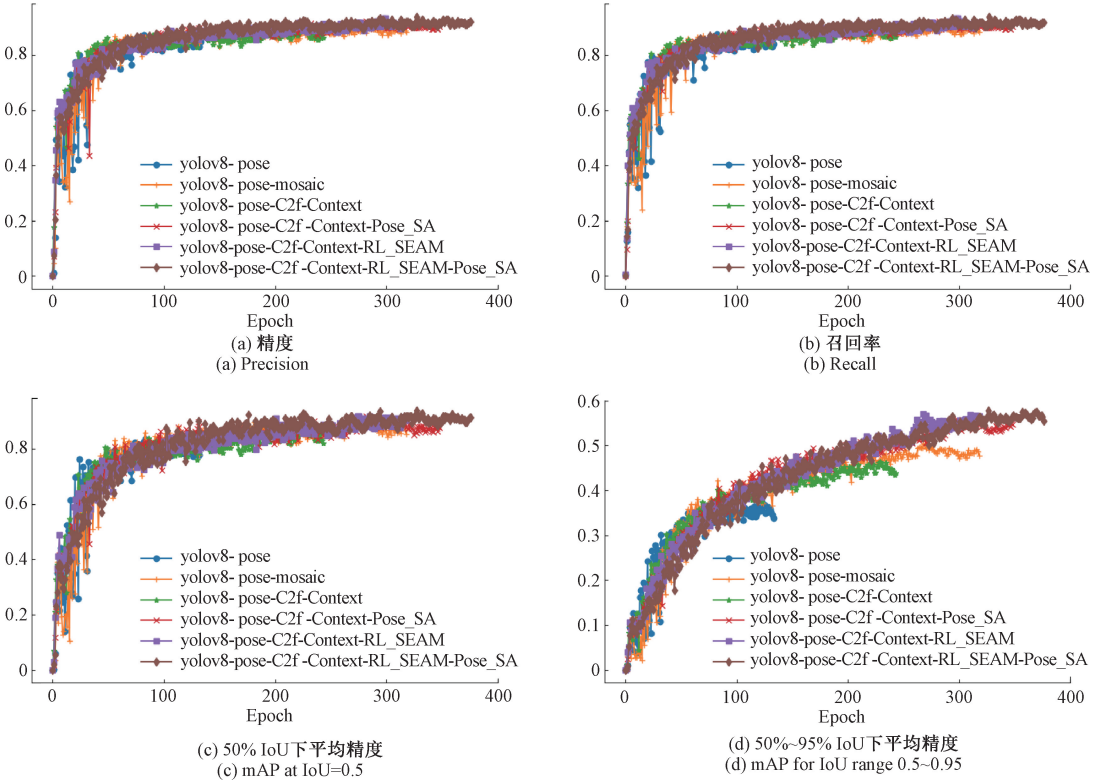 0.8
0.6
0.4
0.2
0
yolov8- pose
yolov8- pose-mosaic
yolov8- pose-C2f-Context
yolov8- pose-C2f -Context-Pose_SA
yolov8-pose-C2f-Context-RL_SEAM
yolov8-pose-C2f -Context-RL_SEAM-Pose_SA
0 100 200 300 400
Epoch
(a) 精度
(a) Precision
0.8
0.6
0.4
0.2
0
yolov8- pose
yolov8- pose-mosaic
yolov8- pose-C2f-Context
yolov8- pose-C2f -Context-Pose_SA
yolov8-pose-C2f-Context-RL_SEAM
yolov8-pose-C2f -Context-RL_SEAM-Pose_SA
0 100 200 300 400
Epoch
(b) 召回率
(b) Recall
0.8
0.6
0.4
0.2
0
yolov8- pose
yolov8- pose-mosaic
yolov8- pose-C2f-Context
yolov8- pose-C2f -Context-Pose_SA
yolov8-pose-C2f-Context-RL_SEAM
yolov8-pose-C2f -Context-RL_SEAM-Pose_SA
0 100 200 300 400
Epoch
(c) 50% IoU下平均精度
(c) mAP at IoU=0.5
0.6
0.5
0.4
0.3
0.2
0.1
0
yolov8- pose
yolov8- pose-mosaic
yolov8- pose-C2f-Context
yolov8- pose-C2f -Context-Pose_SA
yolov8-pose-C2f-Context-RL_SEAM
yolov8-pose-C2f -Context-RL_SEAM-Pose_SA
0 100 200 300 400
Epoch
(d) 50%~95% IoU下平均精度
(d) mAP for IoU range 0.5~0.95